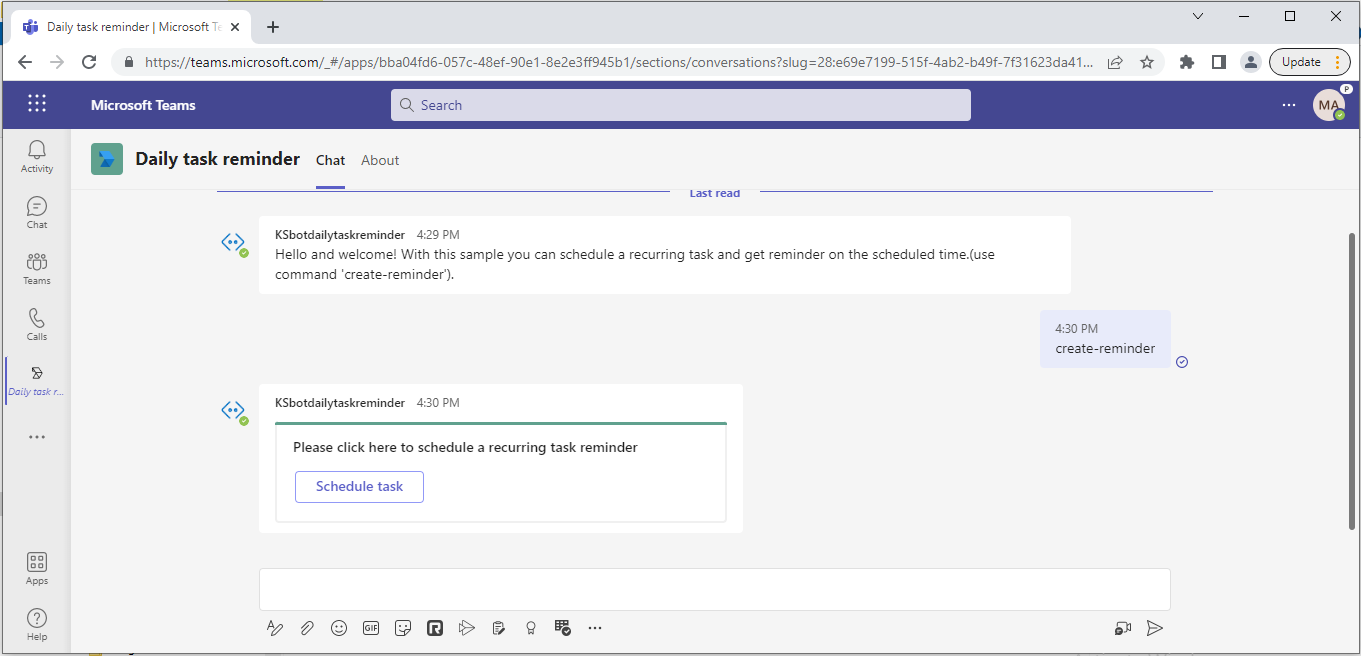 Daily task reminder | Microsoft Te
https://teams.microsoft.com/_#/apps/bba04fd6-057c-48ef-90e1-8e2e3ff945b1/sections/conversations?slug=28:e69e7199-515f-4ab2-b49f-7f31623da41...
Update
Microsoft Teams
Search
MA
P
Activity
Chat
Teams
Calls
Daily task r...
Apps
Help
Daily task reminder
Chat
About
Last read
KSbotdailytaskreminder 4:29 PM
Hello and welcome! With this sample you can schedule a recurring task and get reminder on the scheduled time.(use
command 'create-reminder').
4:30 PM
create-reminder
KSbotdailytaskreminder 4:30 PM
Please click here to schedule a recurring task reminder
Schedule task
GIF